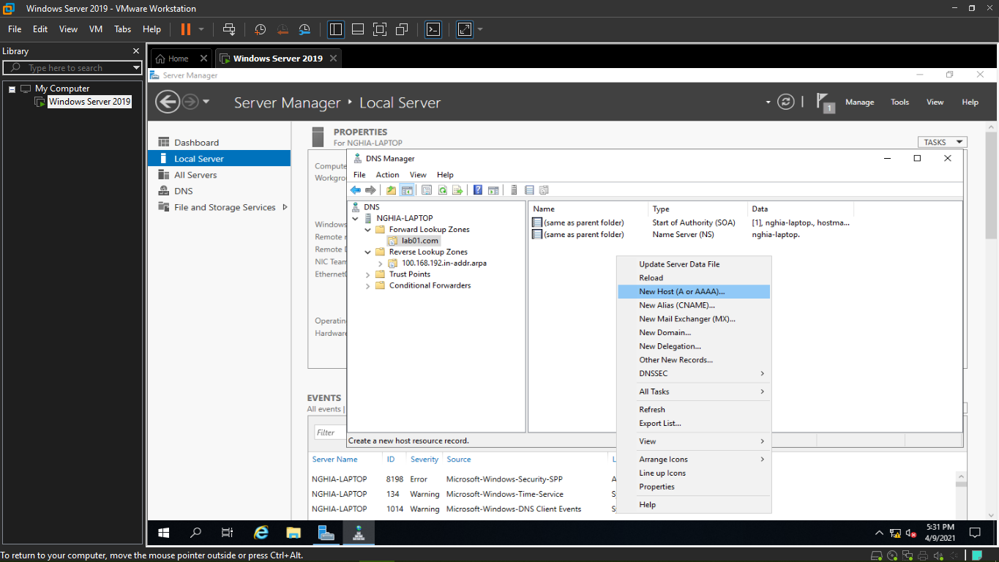 Windows Server 2019 - VMware Workstation
File Edit View VM Tabs Help
Library
Type here to search
My Computer
Windows Server 2019
Home
Windows Server 2019
Server Manager
Server Manager Local Server
1
Manage Tools View Help
Dashboard
Local Server
All Servers
DNS
File and Storage Services
PROPERTIES
For NGHIA-LAPTOP
TASKS
Compute
Workgro
Windows
Remote
Remote
NIC Team
Ethernet
Operatin
Hardwar
DNS Manager
File Action View Help
DNS
NGHIA-LAPTOP
Forward Lookup Zones
lab01.com
Reverse Lookup Zones
100.168.192.in-addr.arpa
Trust Points
Conditional Forwarders
Name Type Data
(same as parent folder) Start of Authority (SOA) [1], nghia-laptop., hostma...
(same as parent folder) Name Server (NS) nghia-laptop.
Update Server Data File
Reload
New Host (A or AAAA)...
New Alias (CNAME)...
New Mail Exchanger (MX)...
New Domain...
New Delegation...
Other New Records...
DNSSEC
All Tasks
Refresh
Export List...
View
Arrange Icons
Line up Icons
Properties
Help
Create a new host resource record.
EVENTS
All events |
Filter
Server Name ID Severity Source
NGHIA-LAPTOP 8198 Error Microsoft-Windows-Security-SPP
NGHIA-LAPTOP 134 Warning Microsoft-Windows-Time-Service
NGHIA-LAPTOP 1014 Warning Microsoft-Windows-DNS Client Events
5:31 PM
4/9/2021
To return to your computer, move the mouse pointer outside or press Ctrl+Alt.